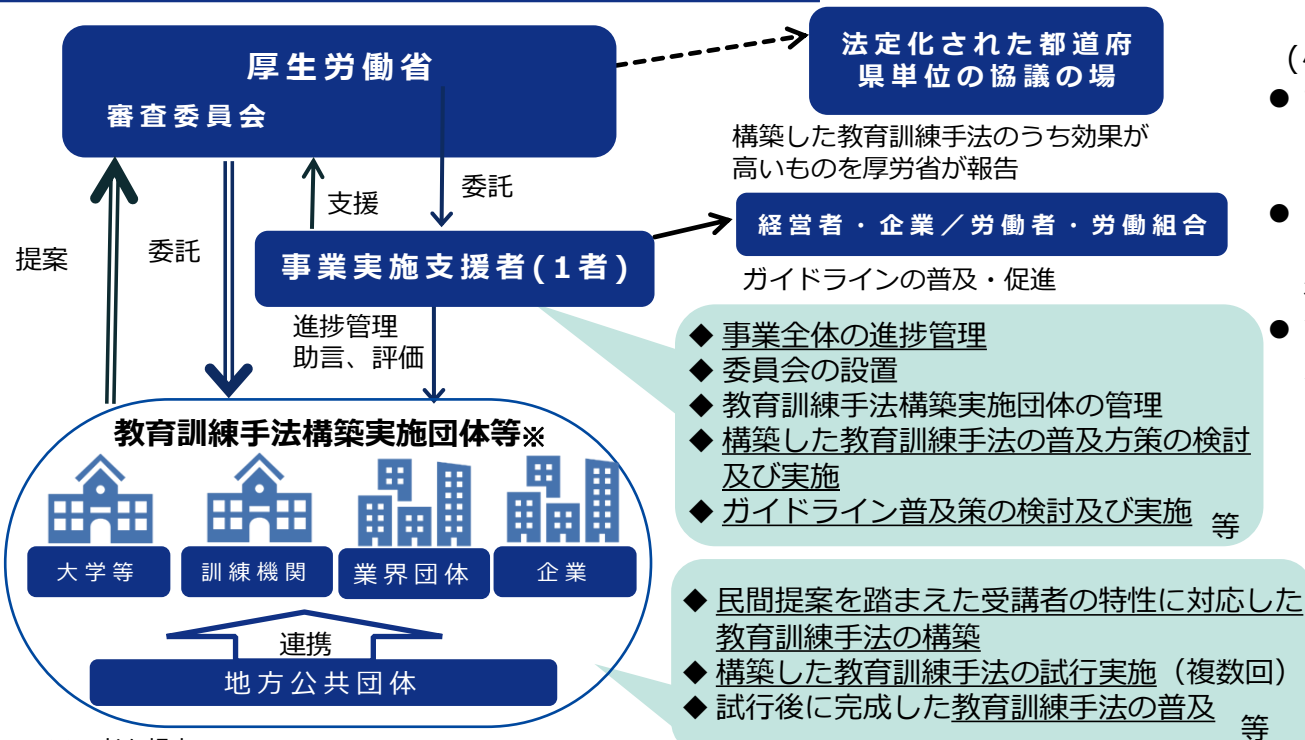 厚生労働省
審査委員会
法定化された都道府
県単位の協議の場
構築した教育訓練手法のうち効果が
高いものを厚労省が報告
提案
委託
支援
委託
事業実施支援者(1者)
経営者・企業／労働者・労働組合
ガイドラインの普及・促進
進捗管理
助言、評価
◆ 事業全体の進捗管理
◆ 委員会の設置
◆ 教育訓練手法構築実施団体の管理
◆ 構築した教育訓練手法の普及方策の検討
及び実施
◆ ガイドライン普及策の検討及び実施 等
教育訓練手法構築実施団体等※
大学等
訓練機関
業界団体
企業
連携
地方公共団体
◆ 民間提案を踏まえた受講者の特性に対応した
教育訓練手法の構築
◆ 構築した教育訓練手法の試行実施（複数回）
◆ 試行後に完成した教育訓練手法の普及 等